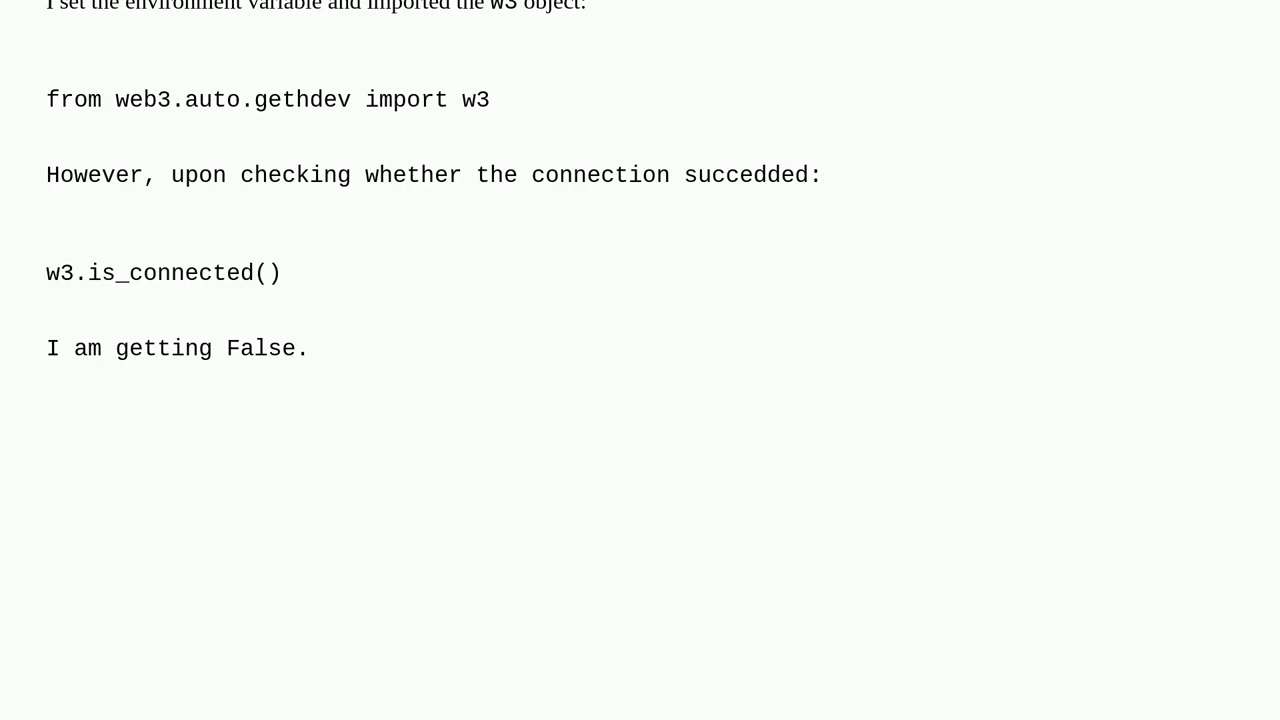 I set the environment variable and imported the w3 object:
from web3.auto.gethdev import w3
However, upon checking whether the connection succedded:
w3.is_connected()
I am getting False.